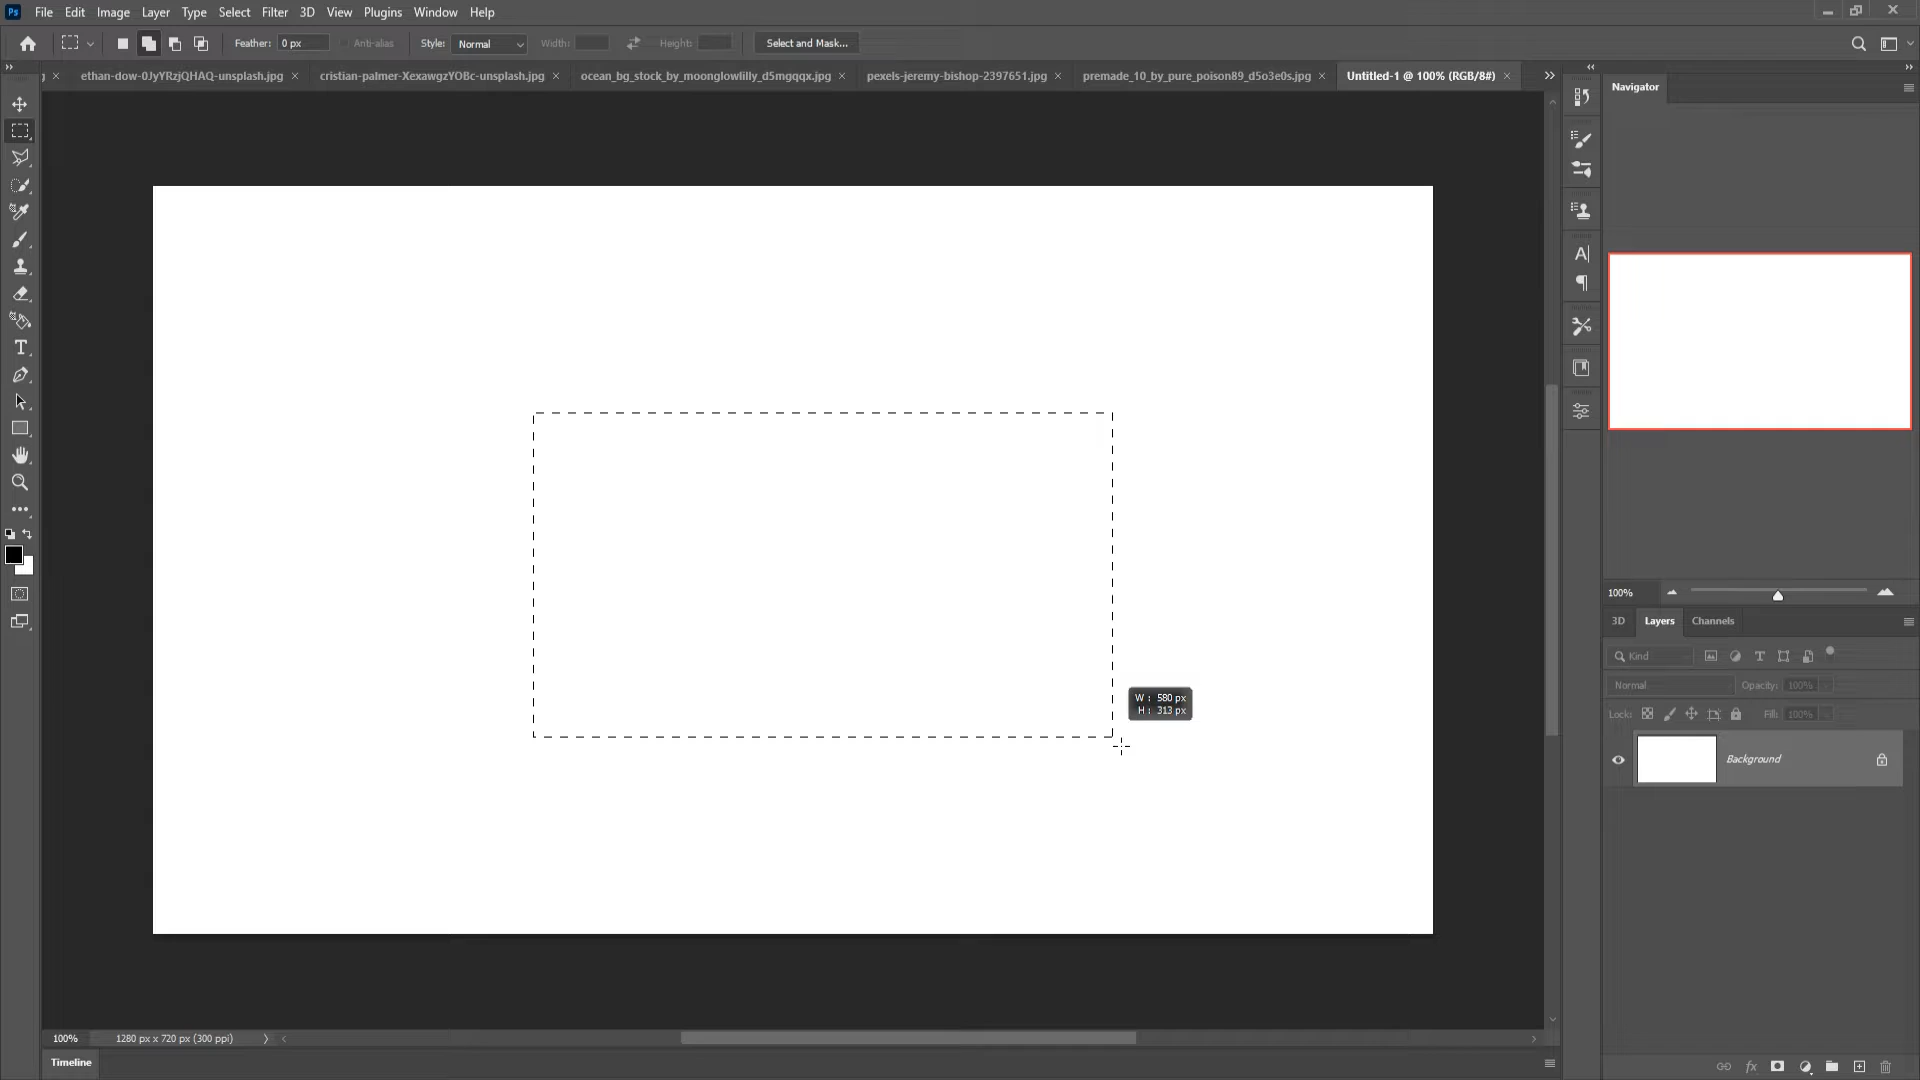 Ps File Edit Image Layer Type Select Filter 3D View Plugins Window Help
Feather: 0 px Anti-alias Style: Normal Width: Height: Select and Mask...
ethan-dow-0JyYRzjQHAQ-unsplash.jpg × cristian-palmer-XexawgzYOBc-unsplash.jpg × ocean_bg_stock_by_moonglowlilly_d5mgqqx.jpg × pexels-jeremy-bishop-2397651.jpg × premade_10_by_pure_poison89_d5o3e0s.jpg × Untitled-1 @ 100% (RGB/8#) ×
Navigator
W : 580 px
H : 313 px
100%
3D Layers Channels
Kind
Normal Opacity: 100%
Lock: Fill: 100%
Background
100% 1280 px x 720 px (300 ppi)
Timeline